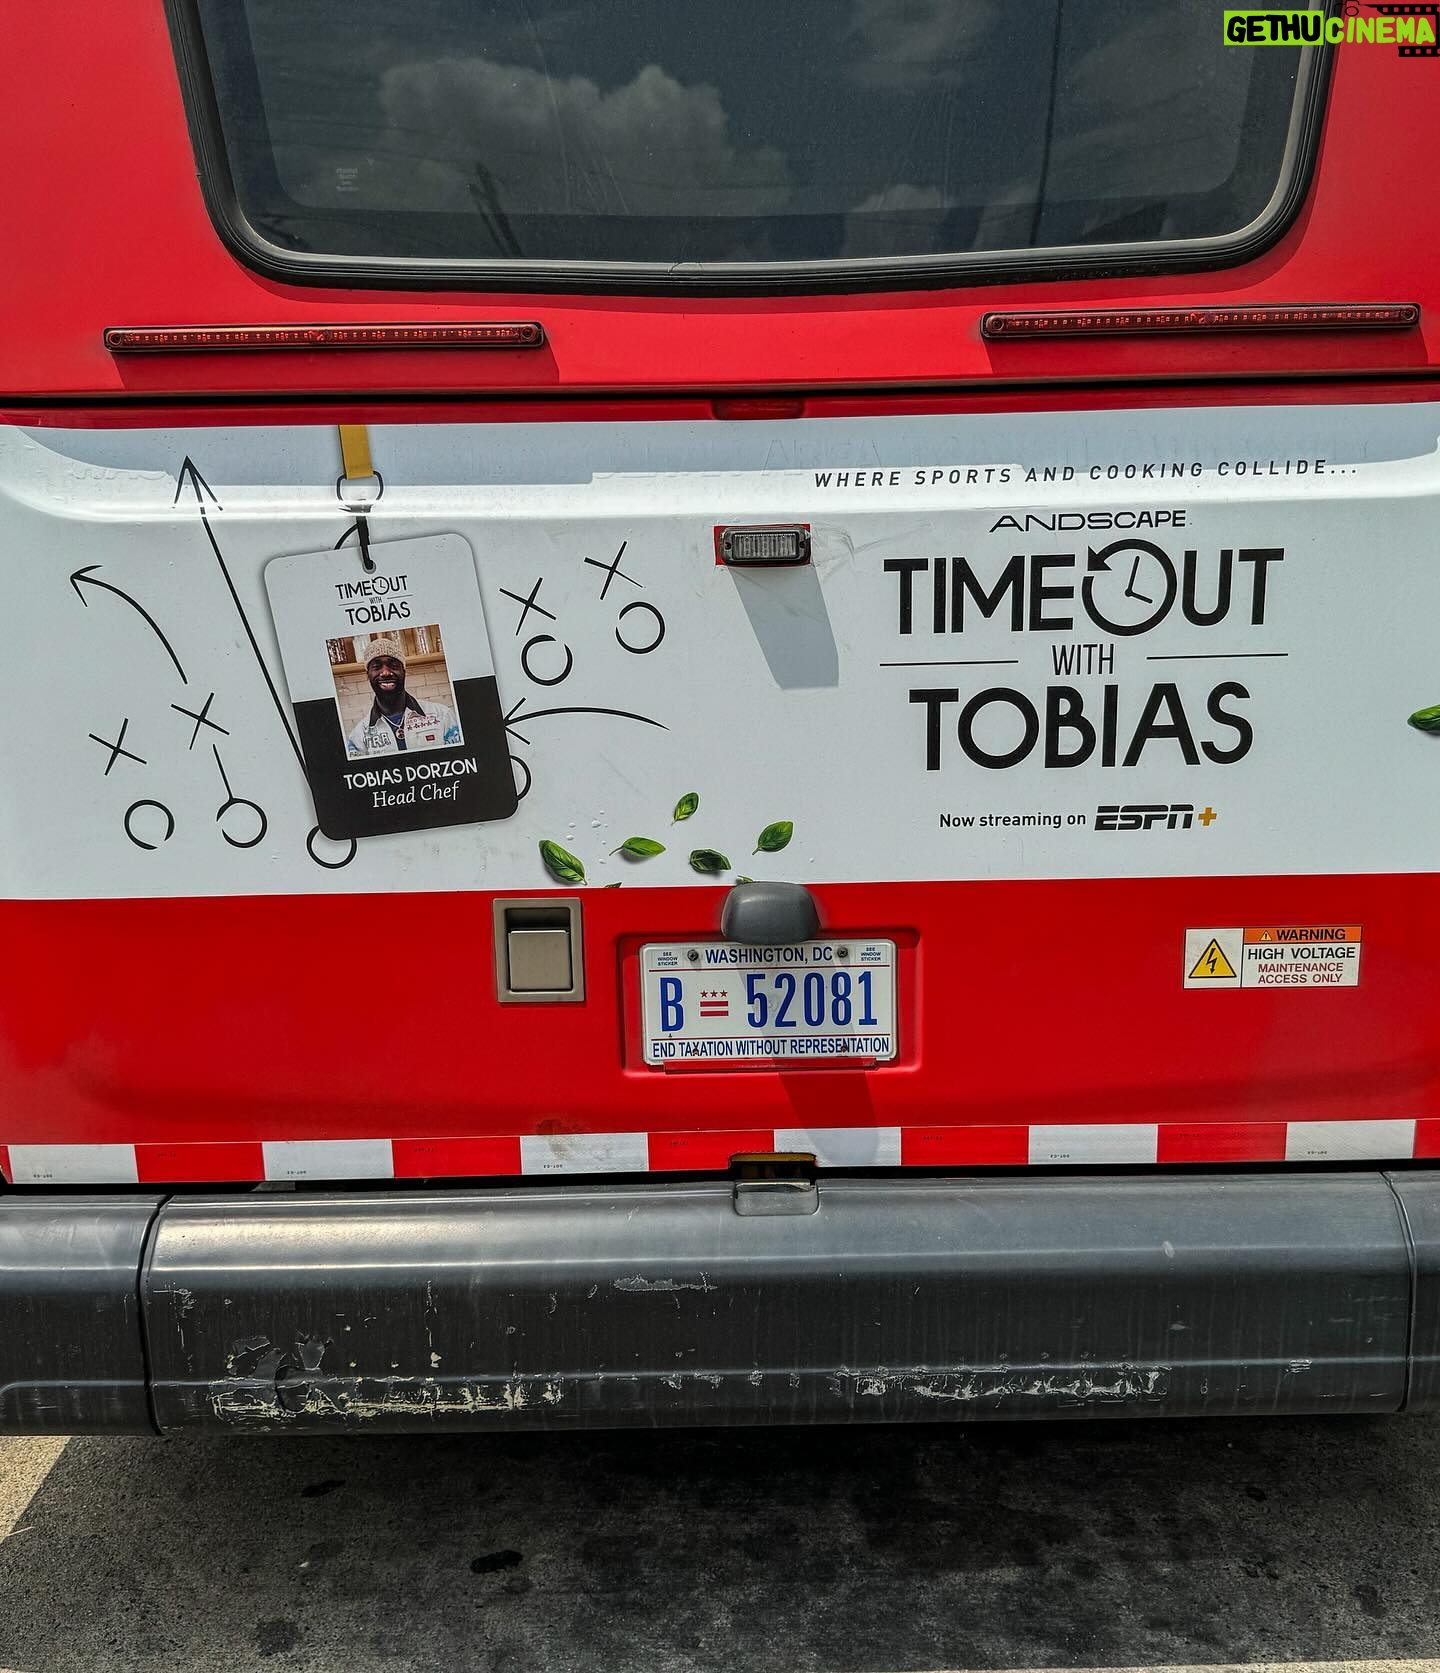 GETHUCINEMA
WHERE SPORTS AND COOKING COLLIDE...
ANDSCAPE
TIMEOUT
WITH
TOBIAS
Now streaming on ESPN+
TIMEOUT
WITH
TOBIAS
TOBIAS DORZON
Head Chef
SEE
WINDOW
STICKER
WASHINGTON, DC
SEE
WINDOW
STICKER
B 52081
END TAXATION WITHOUT REPRESENTATION
WARNING
HIGH VOLTAGE
MAINTENANCE
ACCESS ONLY